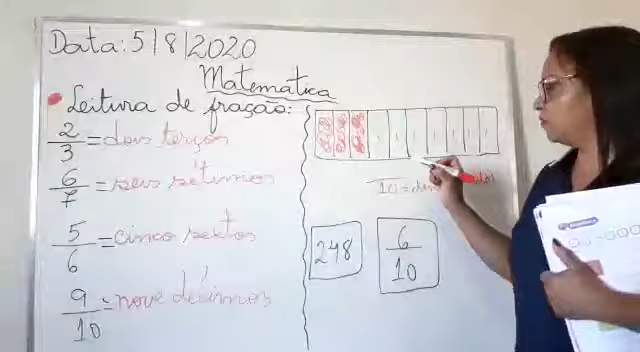 Data: 5/8/2020
Matemática
Leitura de fração:
2/3 = dois terços
6/7 = seis sétimos
5/6 = cinco sextos
9/10 = nove décimos
10 =
248
6/10